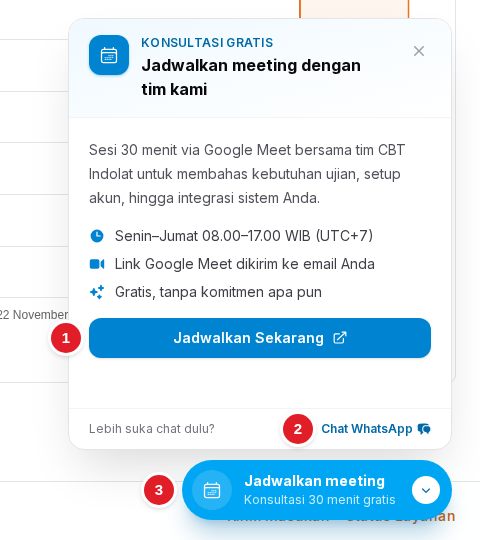 KONSULTASI GRATIS
Jadwalkan meeting dengan
tim kami
Sesi 30 menit via Google Meet bersama tim CBT
Indolat untuk membahas kebutuhan ujian, setup
akun, hingga integrasi sistem Anda.
Senin–Jumat 08.00–17.00 WIB (UTC+7)
Link Google Meet dikirim ke email Anda
Gratis, tanpa komitmen apa pun
22 November
1
Jadwalkan Sekarang
Lebih suka chat dulu?
2
Chat WhatsApp
3
Jadwalkan meeting
Konsultasi 30 menit gratis